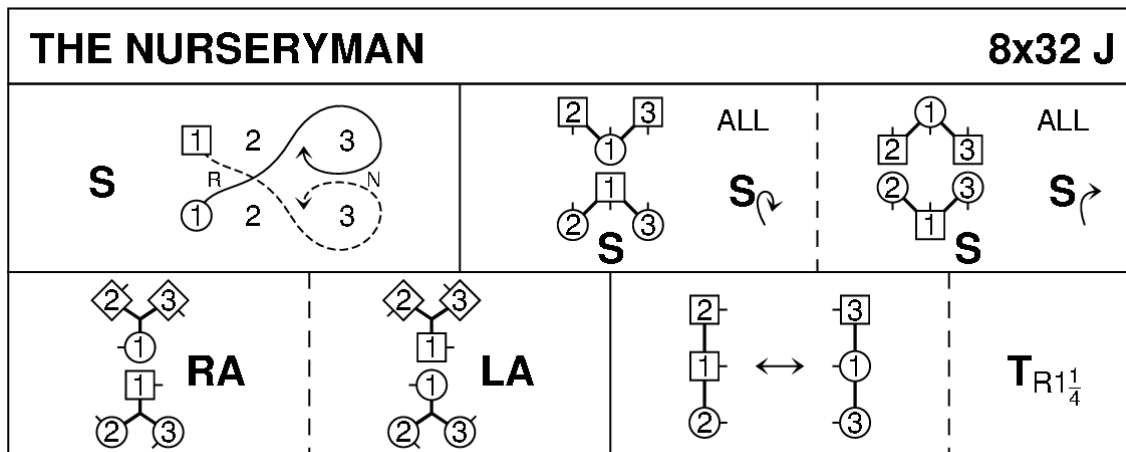 THE NURSERYMAN 8x32 J
S 1 2 3 R N 1 2 3
2 3 1 1 2 3 S ALL S
1 2 3 2 3 1 S ALL S
2 3 1 1 2 3 RA
2 3 1 1 2 3 LA
2 1 2 3 1 3
T R1 1/4